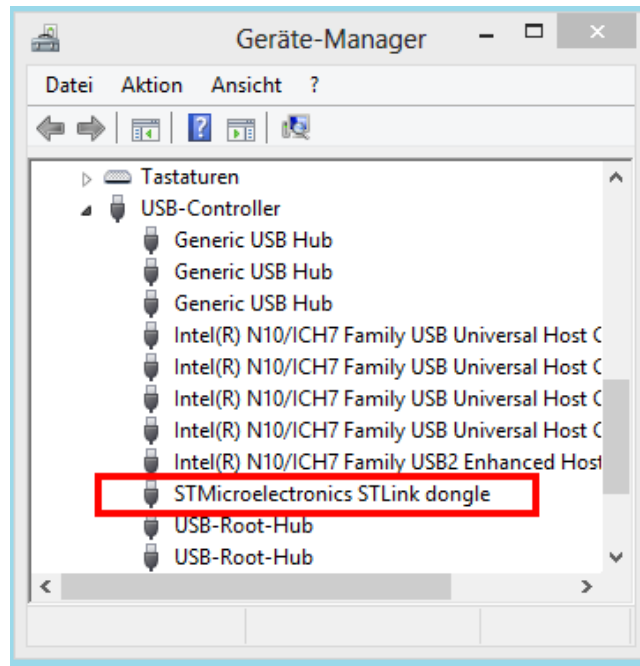 Geräte-Manager
Datei Aktion Ansicht ?
Tastaturen
USB-Controller
Generic USB Hub
Generic USB Hub
Generic USB Hub
Intel(R) N10/ICH7 Family USB Universal Host C
Intel(R) N10/ICH7 Family USB Universal Host C
Intel(R) N10/ICH7 Family USB Universal Host C
Intel(R) N10/ICH7 Family USB Universal Host C
Intel(R) N10/ICH7 Family USB2 Enhanced Host
STMicroelectronics STLink dongle
USB-Root-Hub
USB-Root-Hub